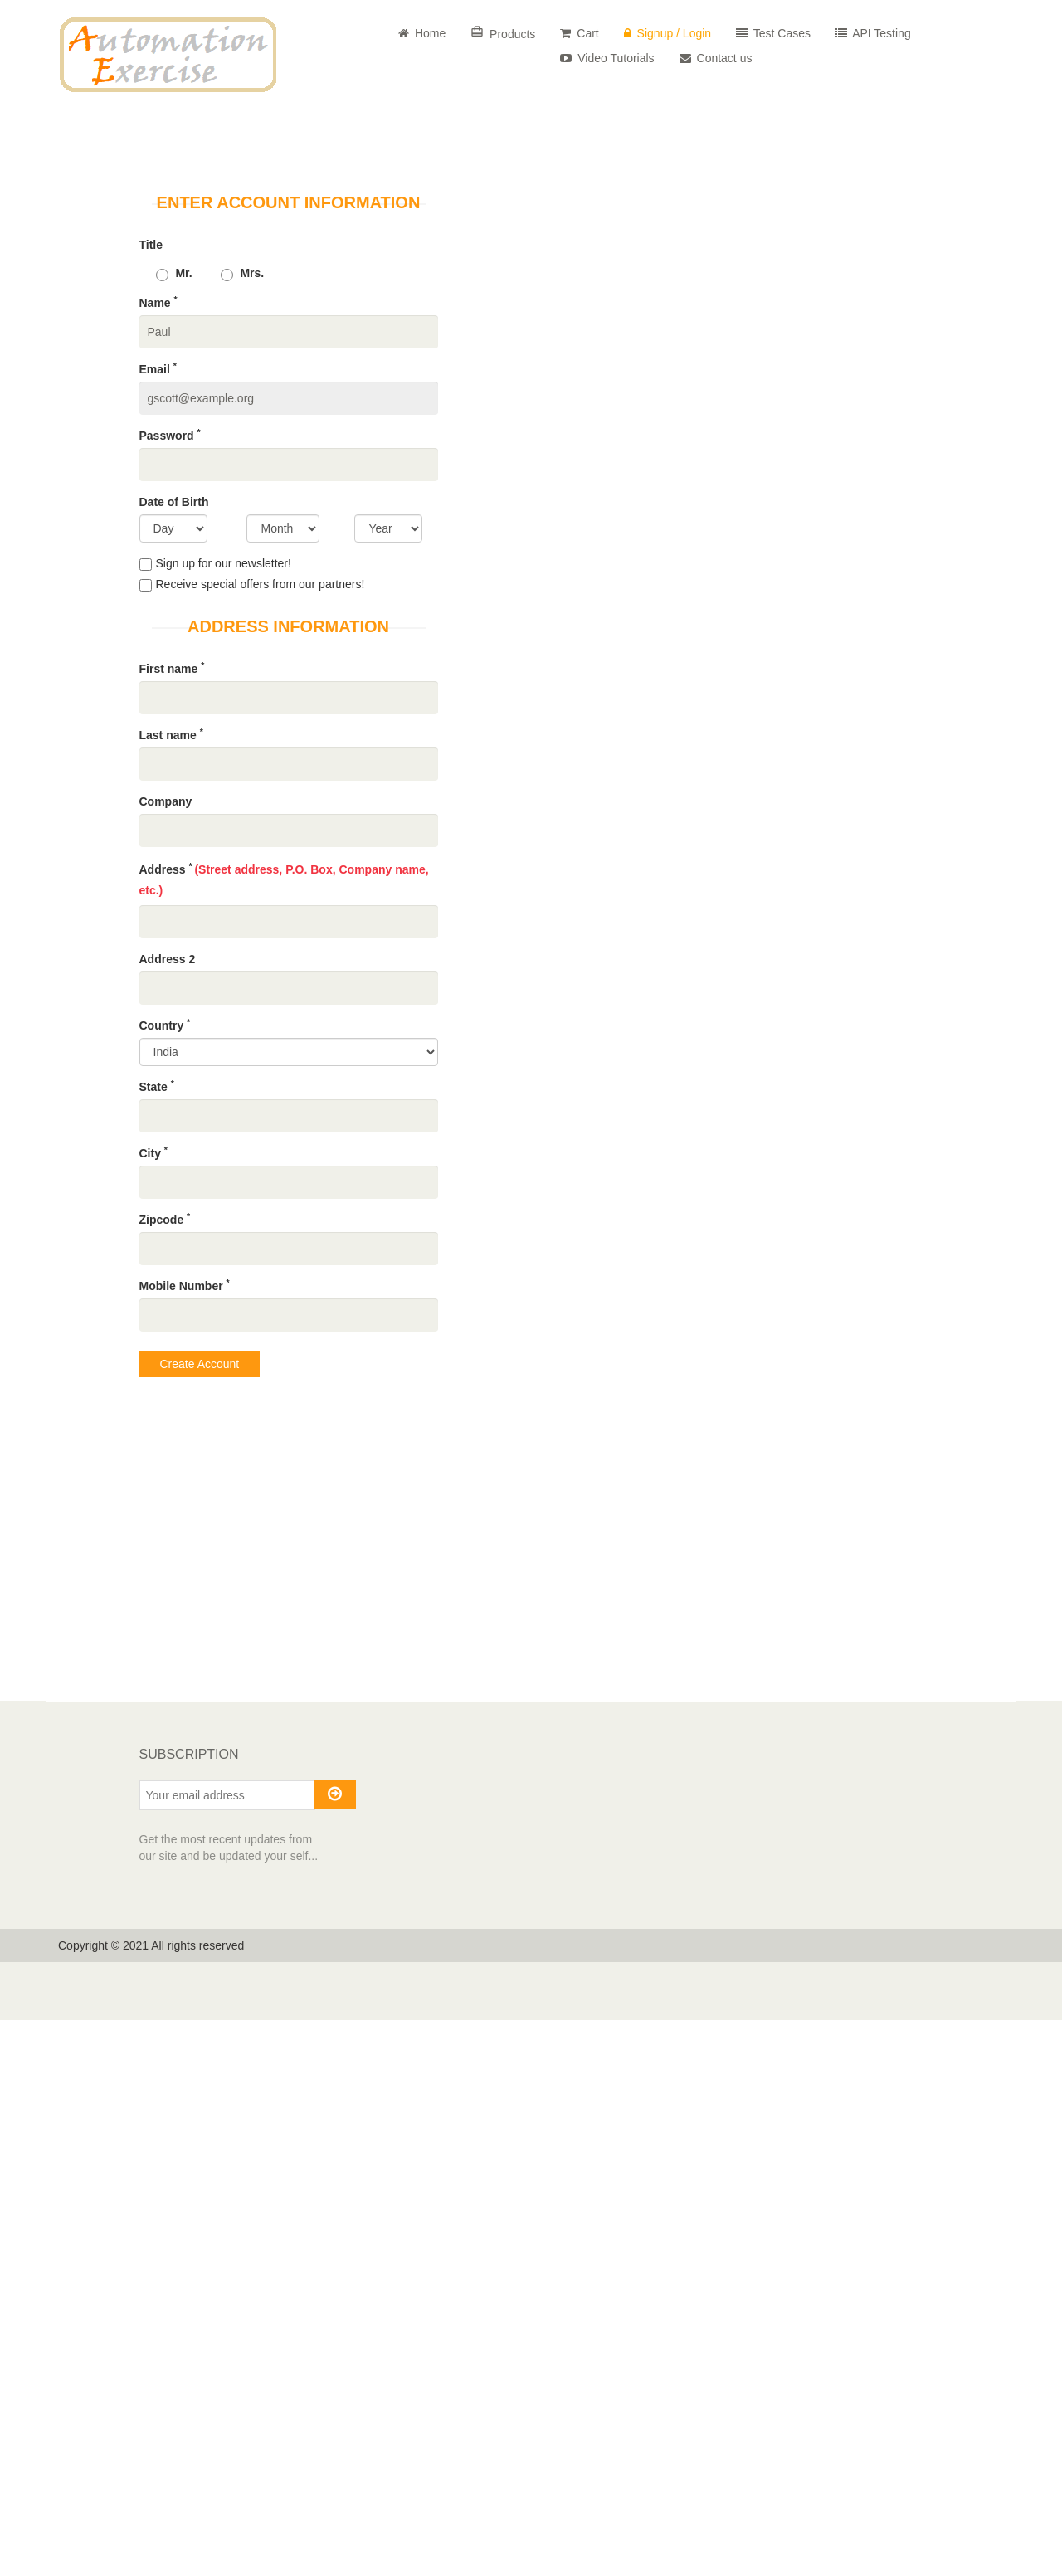 Automation
Exercise
Home Products Cart Signup / Login Test Cases API Testing
Video Tutorials Contact us
ENTER ACCOUNT INFORMATION
Title
Mr. Mrs.
Name *
Paul
Email *
gscott@example.org
Password *
Date of Birth
Day Month Year
Sign up for our newsletter!
Receive special offers from our partners!
ADDRESS INFORMATION
First name *
Last name *
Company
Address * (Street address, P.O. Box, Company name,
etc.)
Address 2
Country *
India
State *
City *
Zipcode *
Mobile Number *
Create Account
SUBSCRIPTION
Your email address
Get the most recent updates from
our site and be updated your self...
Copyright © 2021 All rights reserved